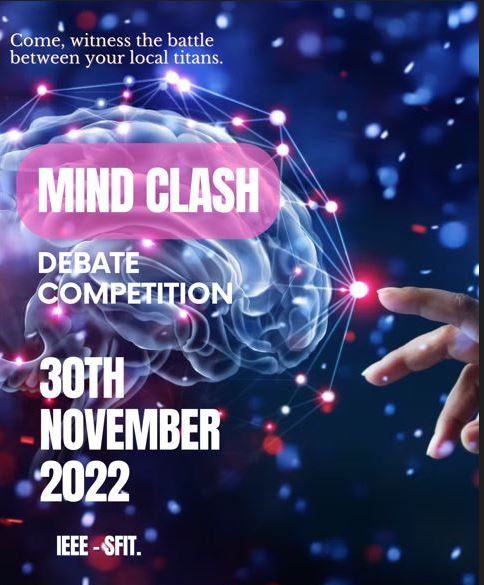 Come, witness the battle
between your local titans.
MIND CLASH
DEBATE
COMPETITION
30TH
NOVEMBER
2022
IEEE - SFIT.